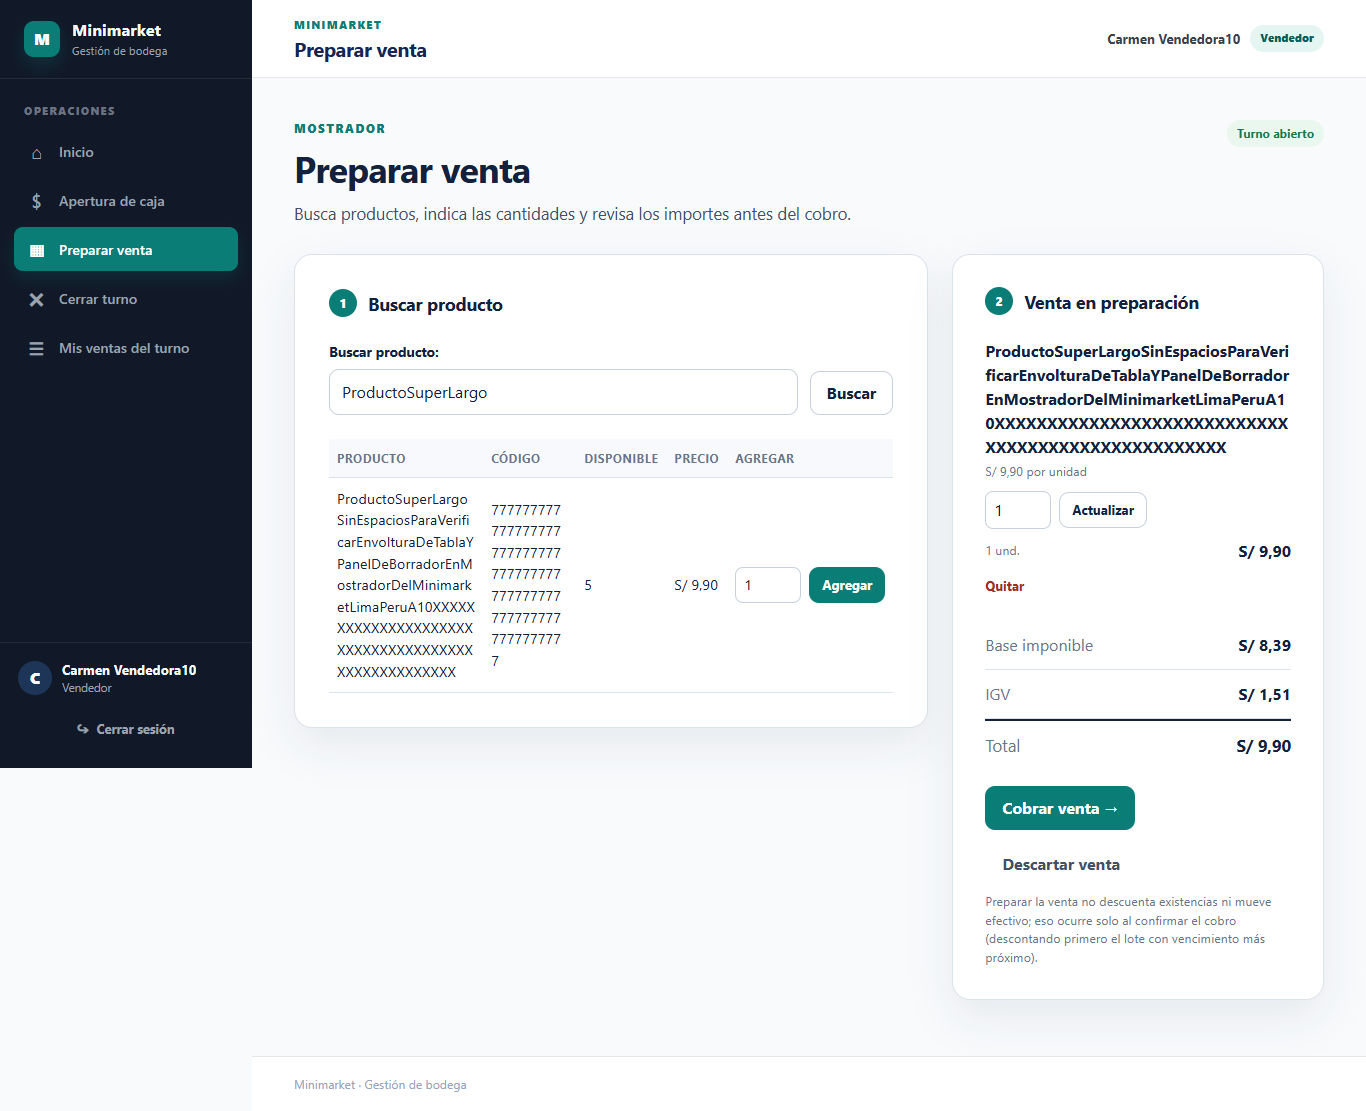 M
Minimarket
Gestión de bodega
OPERACIONES
Inicio
$ Apertura de caja
Preparar venta
Cerrar turno
Mis ventas del turno
C
Carmen Vendedora10
Vendedor
Cerrar sesión
MINIMARKET
Preparar venta
Carmen Vendedora10
Vendedor
MOSTRADOR
Turno abierto
Preparar venta
Busca productos, indica las cantidades y revisa los importes antes del cobro.
1 Buscar producto
Buscar producto:
ProductoSuperLargo
Buscar
PRODUCTO CÓDIGO DISPONIBLE PRECIO AGREGAR
ProductoSuperLargo
SinEspaciosParaVerifi
carEnvolturaDeTablaY
PanelDeBorradorEnM
ostradorDelMinimark
etLimaPeruA10XXXXX
XXXXXXXXXXXXXXXX
XXXXXXXXXXXXXXXX
XXXXXXXXXXXXXX
777777777
777777777
777777777
777777777
777777777
777777777
777777777
7
5
S/ 9,90
1
Agregar
2 Venta en preparación
ProductoSuperLargoSinEspaciosParaVeri
ficarEnvolturaDeTablaYPanelDeBorrador
EnMostradorDelMinimarketLimaPeruA1
0XXXXXXXXXXXXXXXXXXXXXXXXXXXX
XXXXXXXXXXXXXXXXXXXXXXX
S/ 9,90 por unidad
1
Actualizar
1 und.
S/ 9,90
Quitar
Base imponible S/ 8,39
IGV S/ 1,51
Total S/ 9,90
Cobrar venta →
Descartar venta
Preparar la venta no descuenta existencias ni mueve
efectivo; eso ocurre solo al confirmar el cobro
(descontando primero el lote con vencimiento más
próximo).
Minimarket · Gestión de bodega